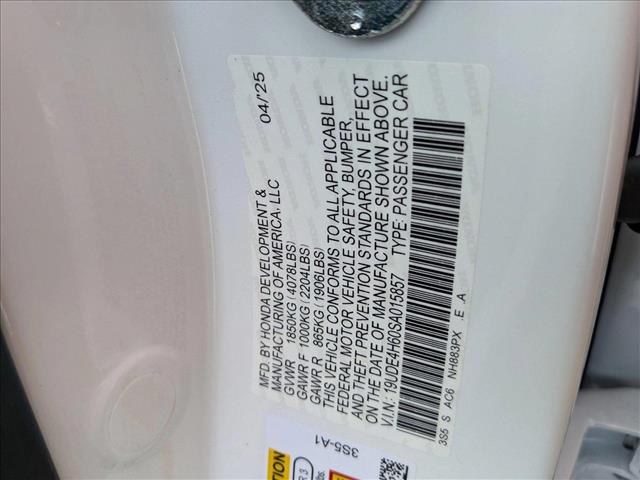 04/'25
MFD. BY HONDA DEVELOPMENT &
MANUFACTURING OF AMERICA, LLC
GVWR 1850KG (4078LBS)
GAWR F 1000KG (2204LBS)
GAWR R 865KG (1906LBS)
THIS VEHICLE CONFORMS TO ALL APPLICABLE
FEDERAL MOTOR VEHICLE SAFETY, BUMPER,
AND THEFT PREVENTION STANDARDS IN EFFECT
ON THE DATE OF MANUFACTURE SHOWN ABOVE.
V.I.N.: 19UDE4H60SA015857 TYPE: PASSENGER CAR
3S5 S AC6 NH883PX .E .A
3S5-A1